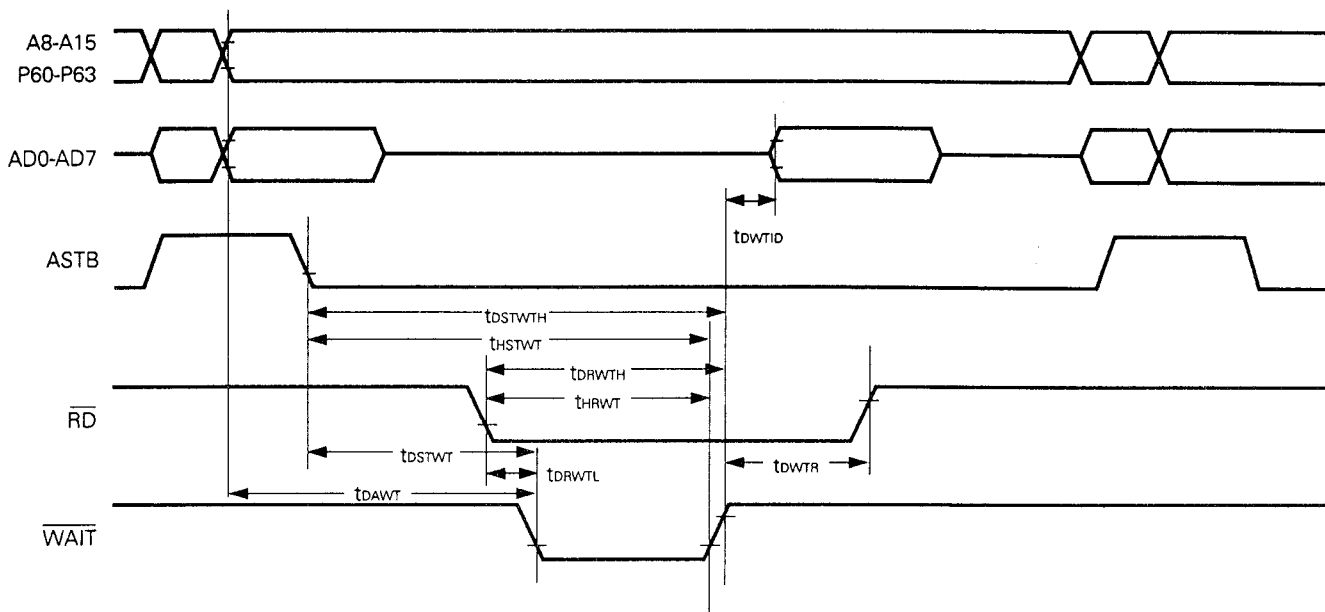 A8-A15
P60-P63
AD0-AD7
tDWTID
ASTB
tDSTWTH
tHSTWT
tDRWTH
tHRWT
RD
tDSTWT
tDRWTL
tDWTR
tDAWT
WAIT